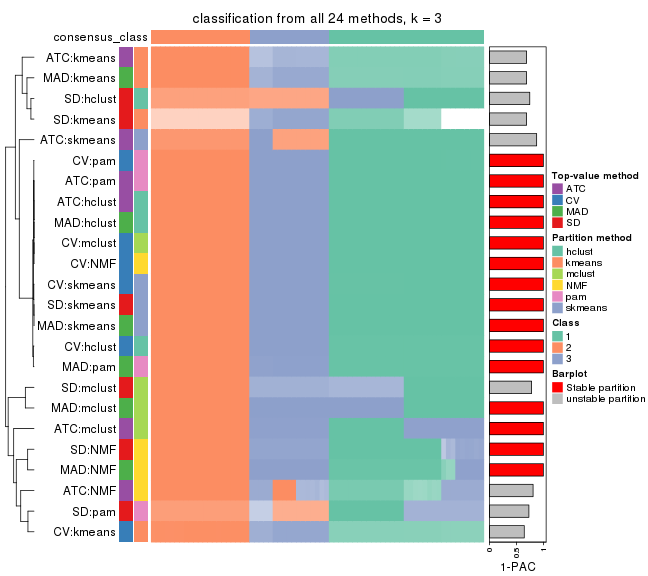 classification from all 24 methods, k = 3
consensus_class
ATC:kmeans
MAD:kmeans
SD:hclust
SD:kmeans
ATC:skmeans
CV:pam
ATC:pam
ATC:hclust
MAD:hclust
CV:mclust
CV:NMF
CV:skmeans
SD:skmeans
MAD:skmeans
CV:hclust
MAD:pam
SD:mclust
MAD:mclust
ATC:mclust
SD:NMF
MAD:NMF
ATC:NMF
SD:pam
CV:kmeans
0
0.5
1
1-PAC
Top-value method
ATC
CV
MAD
SD
Partition method
hclust
kmeans
mclust
NMF
pam
skmeans
Class
1
2
3
Barplot
Stable partition
unstable partition